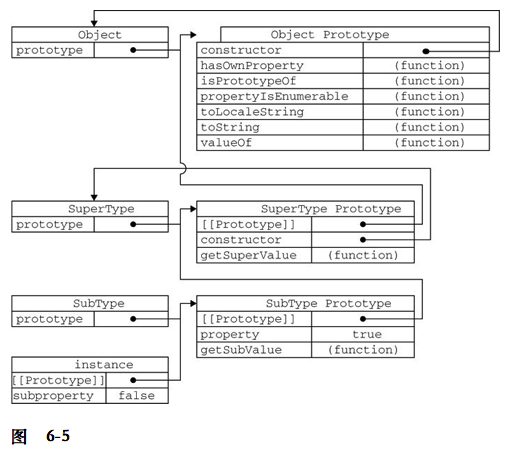 Object
prototype
Object Prototype
constructor
hasOwnProperty (function)
isPrototypeOf (function)
propertyIsEnumerable (function)
toLocaleString (function)
toString (function)
valueOf (function)
SuperType
prototype
SuperType Prototype
[[Prototype]]
constructor
getSuperValue (function)
SubType
prototype
SubType Prototype
[[Prototype]]
property true
getSubValue (function)
instance
[[Prototype]]
subproperty false
图 6-5